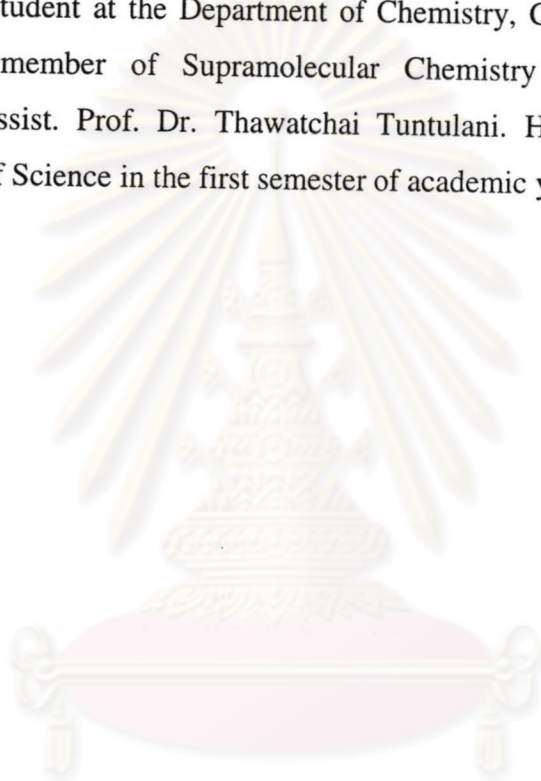 tudent at the Department of Chemistry, C
member of Supramolecular Chemistry
ssist. Prof. Dr. Thawatchai Tuntulani. H
f Science in the first semester of academic y